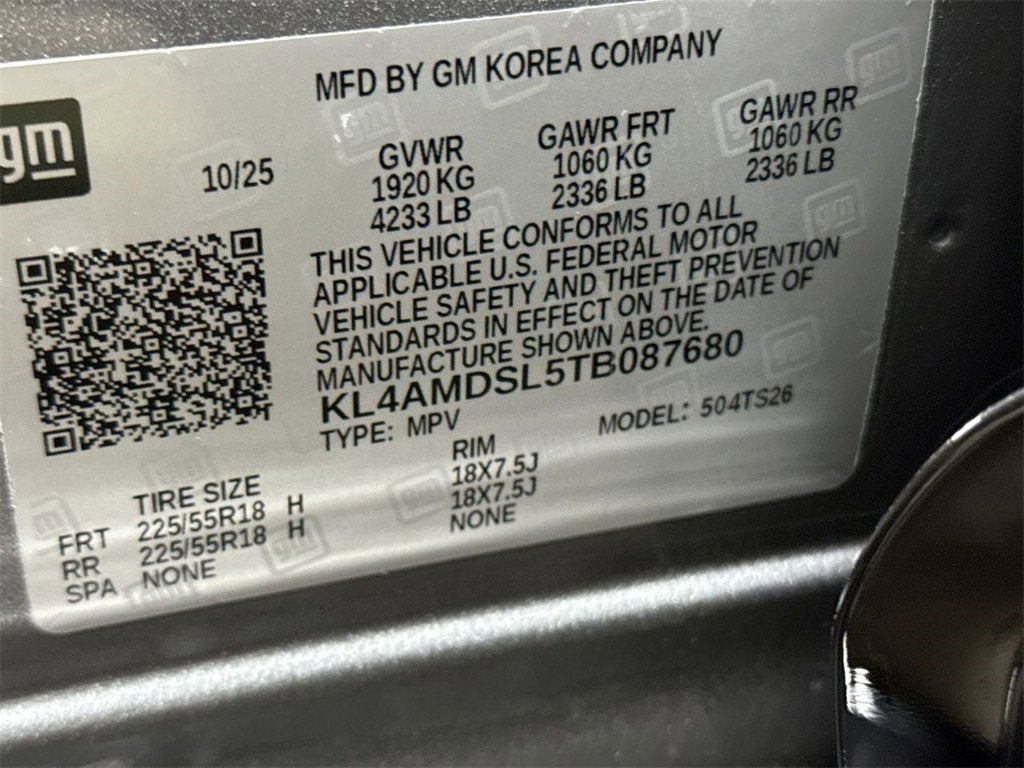 MFD BY GM KOREA COMPANY
gm
10/25
GVWR
1920 KG
4233 LB
GAWR FRT
1060 KG
2336 LB
GAWR RR
1060 KG
2336 LB
THIS VEHICLE CONFORMS TO ALL
APPLICABLE U.S. FEDERAL MOTOR
VEHICLE SAFETY AND THEFT PREVENTION
STANDARDS IN EFFECT ON THE DATE OF
MANUFACTURE SHOWN ABOVE.
KL4AMDSL5TB087680
TYPE: MPV
MODEL: 504TS26
TIRE SIZE
RIM
FRT 225/55R18 H 18X7.5J
RR 225/55R18 H 18X7.5J
SPA NONE NONE